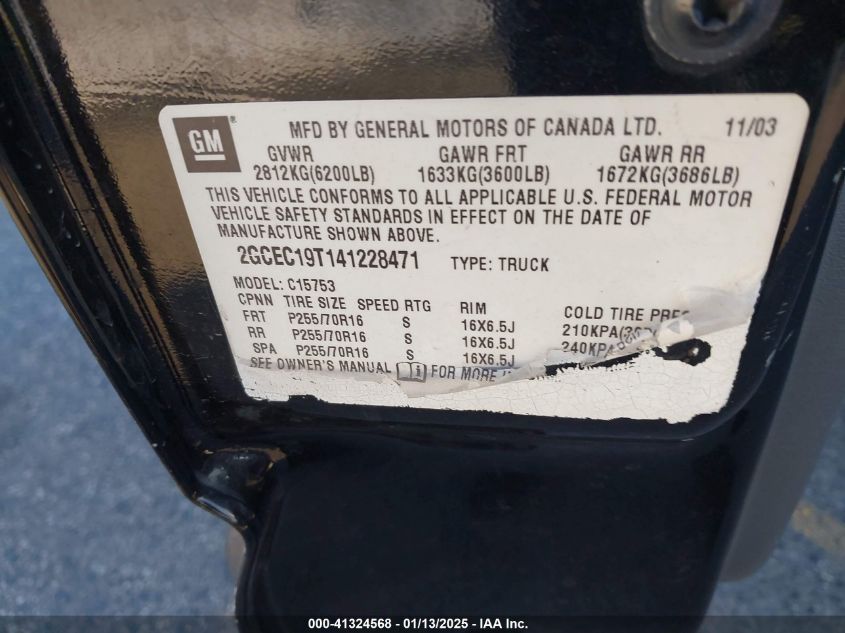 GM ®
MFD BY GENERAL MOTORS OF CANADA LTD. 11/03
GVWR GAWR FRT GAWR RR
2812KG(6200LB) 1633KG(3600LB) 1672KG(3686LB)
THIS VEHICLE CONFORMS TO ALL APPLICABLE U.S. FEDERAL MOTOR
VEHICLE SAFETY STANDARDS IN EFFECT ON THE DATE OF
MANUFACTURE SHOWN ABOVE.
2GCEC19T141228471 TYPE: TRUCK
MODEL: C15753
CPNN TIRE SIZE SPEED RTG RIM COLD TIRE PRES
FRT P255/70R16 S 16X6.5J 210KPA
RR P255/70R16 S 16X6.5J 240KPA
SPA P255/70R16 S 16X6.5J
SEE OWNER'S MANUAL FOR MORE
000-41324568 - 01/13/2025 - IAA Inc.